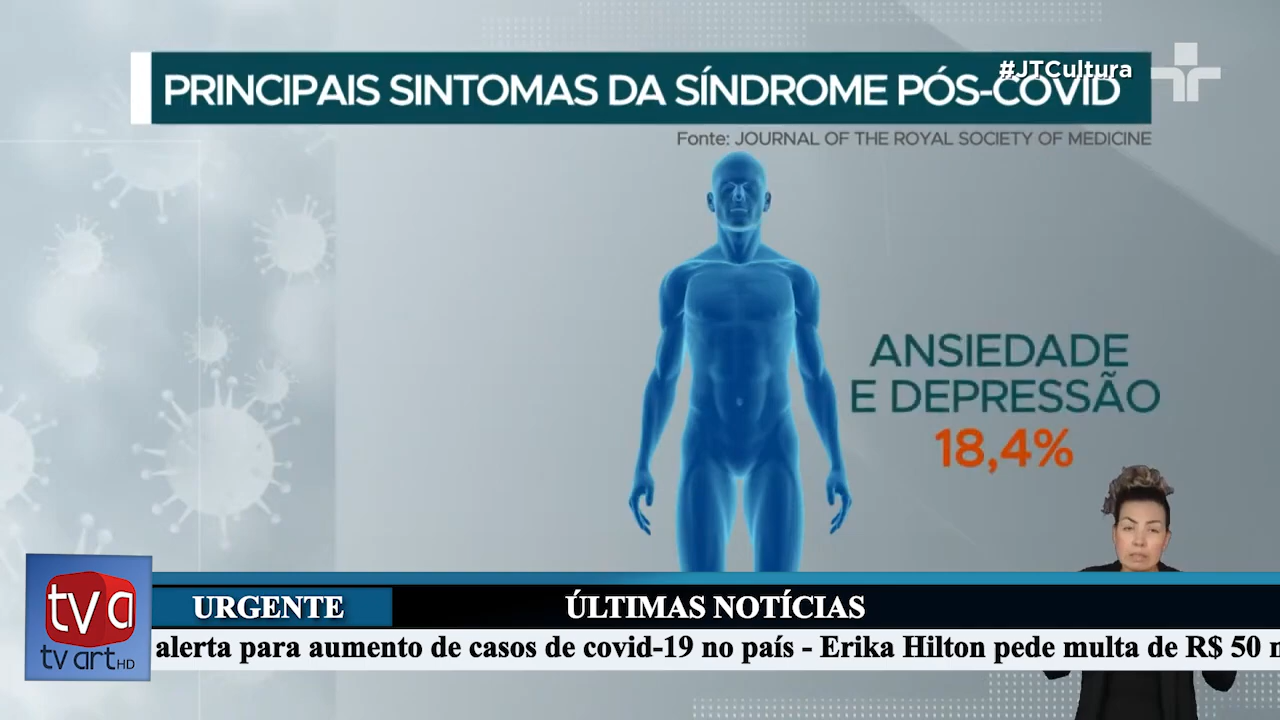 #JTCultura
PRINCIPAIS SINTOMAS DA SÍNDROME PÓS-COVID
Fonte: JOURNAL OF THE ROYAL SOCIETY OF MEDICINE
ANSIEDADE
E DEPRESSÃO
18,4%
tva
tv art HD
URGENTE
ÚLTIMAS NOTÍCIAS
alerta para aumento de casos de covid-19 no país - Erika Hilton pede multa de R$ 50